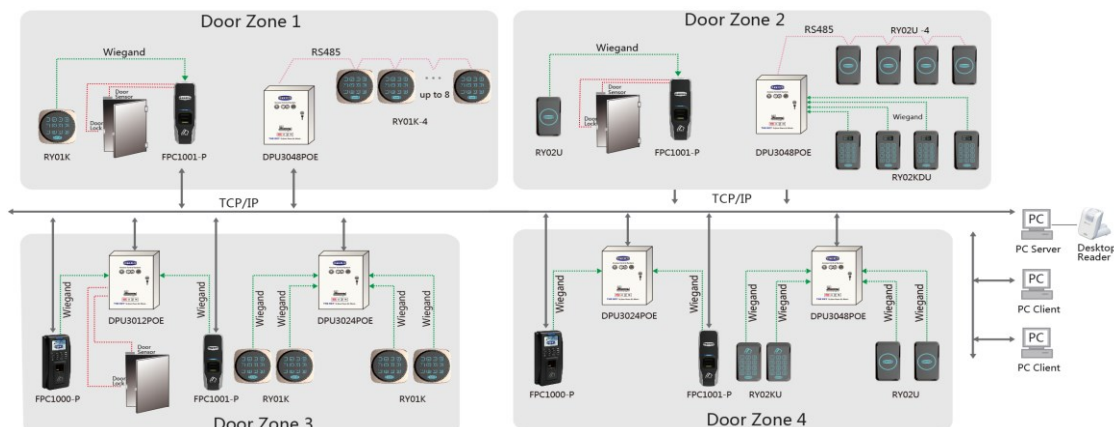 Door Zone 1
Wiegand
RS485
Door
Sensor
Door
Lock
up to 8
RY01K-4
RY01K
FPC1001-P
DPU3048POE
Door Zone 2
RS485
RY02U -4
Wiegand
Door
Sensor
Door
Lock
Wiegand
RY02U
FPC1001-P
DPU3048POE
RY02KDU
TCP/IP
TCP/IP
PC
PC Server
Desktop
Reader
PC
PC Client
PC
PC Client
Wiegand
Wiegand
Wiegand
Wiegand
Wiegand
Wiegand
DPU3012POE
DPU3024POE
Door
Sensor
Door
Lock
FPC1000-P
FPC1001-P
RY01K
RY01K
Door Zone 3
Wiegand
Wiegand
Wiegand
Wiegand
Wiegand
Wiegand
DPU3024POE
DPU3048POE
FPC1000-P
FPC1001-P
RY02KU
RY02U
Door Zone 4